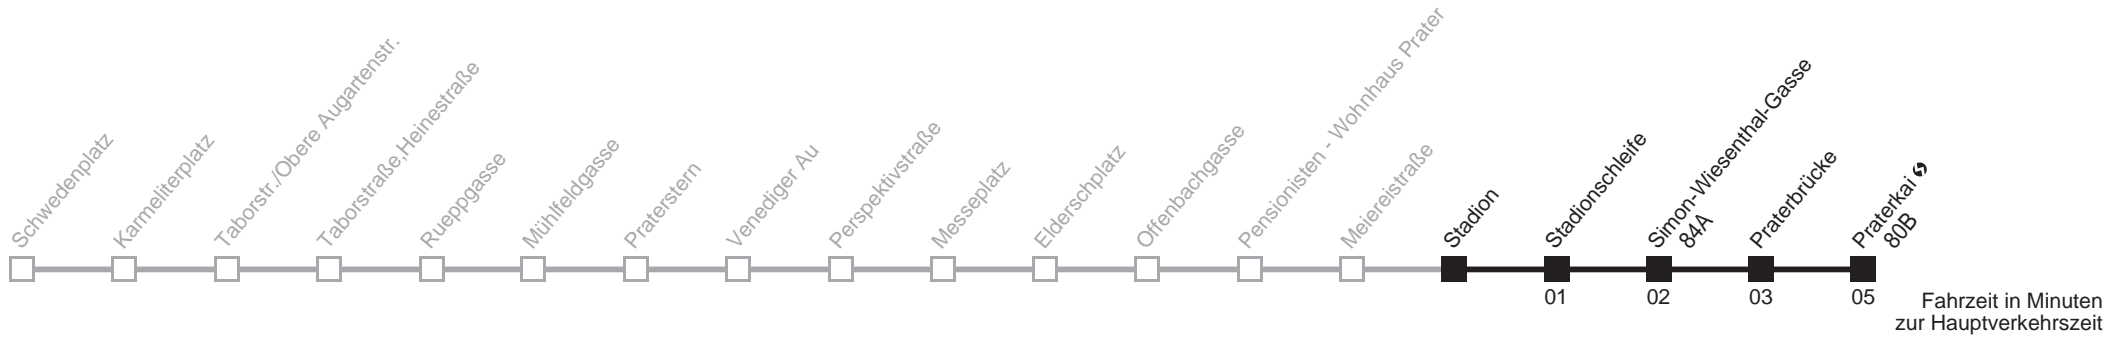 Schwedenplatz
Karmeliterplatz
Taborstr./Obere Augartenstr.
Taborstraße,Heinestraße
Rueppgasse
Mühlfeldgasse
Praterstern
Venediger Au
Perspektivstraße
Messeplatz
Elderschplatz
Offenbachgasse
Pensionisten - Wohnhaus Prater
Meiereistraße
Stadion
Stadionschleife
Simon-Wiesenthal-Gasse
84A
Praterbrücke
Praterkai
80B
01
02
03
05
Fahrzeit in Minuten
zur Hauptverkehrszeit